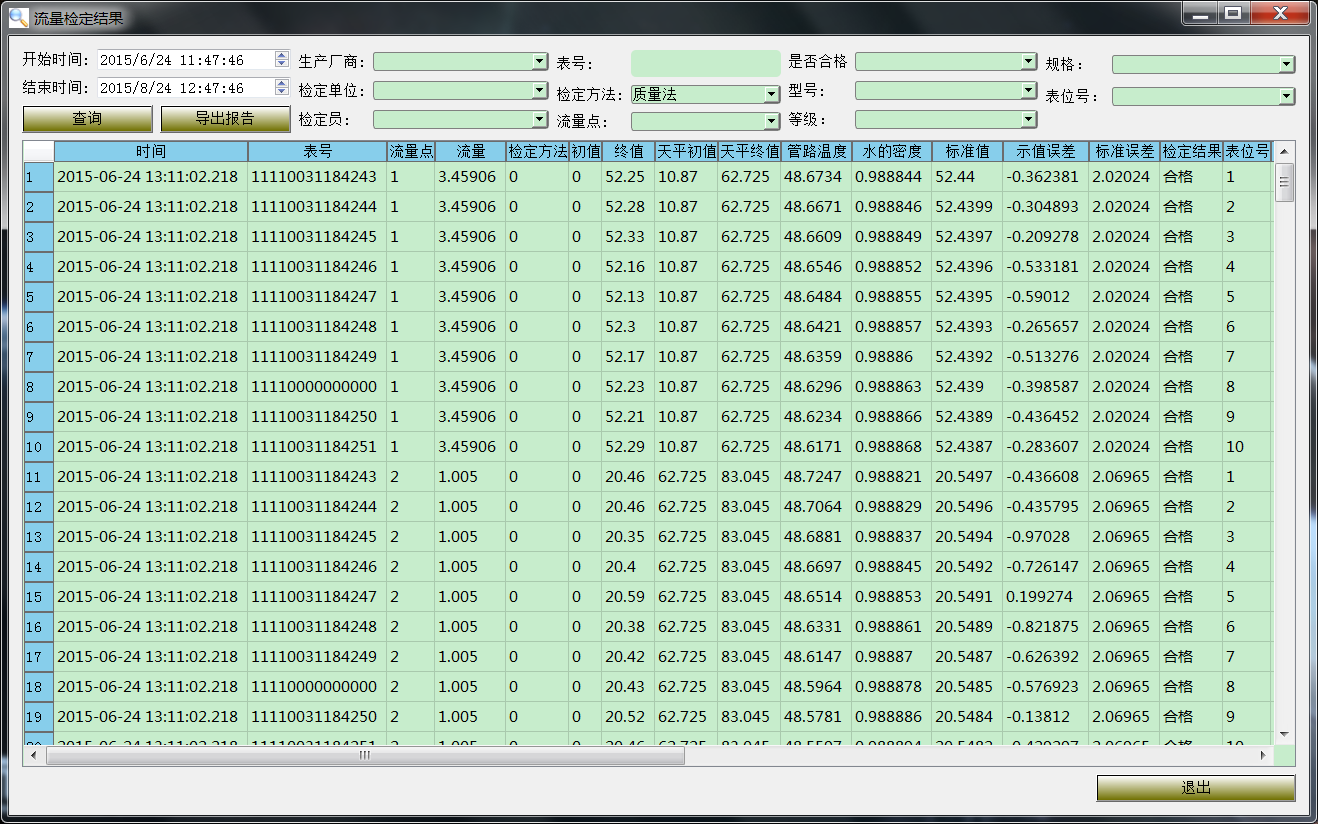 流量检定结果
开始时间: 2015/6/24 11:47:46 生产厂商: 表号: 是否合格 规格:
结束时间: 2015/8/24 12:47:46 检定单位: 检定方法: 质量法 型号: 表位号:
查询 导出报告 检定员: 流量点: 等级:
时间 表号 流量点 流量 检定方法 初值 终值 天平初值 天平终值 管路温度 水的密度 标准值 示值误差 标准误差 检定结果 表位号
1 2015-06-24 13:11:02.218 11110031184243 1 3.45906 0 0 52.25 10.87 62.725 48.6734 0.988844 52.44 -0.362381 2.02024 合格 1
2 2015-06-24 13:11:02.218 11110031184244 1 3.45906 0 0 52.28 10.87 62.725 48.6671 0.988846 52.4399 -0.304893 2.02024 合格 2
3 2015-06-24 13:11:02.218 11110031184245 1 3.45906 0 0 52.33 10.87 62.725 48.6609 0.988849 52.4397 -0.209278 2.02024 合格 3
4 2015-06-24 13:11:02.218 11110031184246 1 3.45906 0 0 52.16 10.87 62.725 48.6546 0.988852 52.4396 -0.533181 2.02024 合格 4
5 2015-06-24 13:11:02.218 11110031184247 1 3.45906 0 0 52.13 10.87 62.725 48.6484 0.988855 52.4395 -0.59012 2.02024 合格 5
6 2015-06-24 13:11:02.218 11110031184248 1 3.45906 0 0 52.3 10.87 62.725 48.6421 0.988857 52.4393 -0.265657 2.02024 合格 6
7 2015-06-24 13:11:02.218 11110031184249 1 3.45906 0 0 52.17 10.87 62.725 48.6359 0.98886 52.4392 -0.513276 2.02024 合格 7
8 2015-06-24 13:11:02.218 11110000000000 1 3.45906 0 0 52.23 10.87 62.725 48.6296 0.988863 52.439 -0.398587 2.02024 合格 8
9 2015-06-24 13:11:02.218 11110031184250 1 3.45906 0 0 52.21 10.87 62.725 48.6234 0.988866 52.4389 -0.436452 2.02024 合格 9
10 2015-06-24 13:11:02.218 11110031184251 1 3.45906 0 0 52.29 10.87 62.725 48.6171 0.988868 52.4387 -0.283607 2.02024 合格 10
11 2015-06-24 13:11:02.218 11110031184243 2 1.005 0 0 20.46 62.725 83.045 48.7247 0.988821 20.5497 -0.436608 2.06965 合格 1
12 2015-06-24 13:11:02.218 11110031184244 2 1.005 0 0 20.46 62.725 83.045 48.7064 0.988829 20.5496 -0.435795 2.06965 合格 2
13 2015-06-24 13:11:02.218 11110031184245 2 1.005 0 0 20.35 62.725 83.045 48.6881 0.988837 20.5494 -0.97028 2.06965 合格 3
14 2015-06-24 13:11:02.218 11110031184246 2 1.005 0 0 20.4 62.725 83.045 48.6697 0.988845 20.5492 -0.726147 2.06965 合格 4
15 2015-06-24 13:11:02.218 11110031184247 2 1.005 0 0 20.59 62.725 83.045 48.6514 0.988853 20.5491 0.199274 2.06965 合格 5
16 2015-06-24 13:11:02.218 11110031184248 2 1.005 0 0 20.38 62.725 83.045 48.6331 0.988861 20.5489 -0.821875 2.06965 合格 6
17 2015-06-24 13:11:02.218 11110031184249 2 1.005 0 0 20.42 62.725 83.045 48.6147 0.98887 20.5487 -0.626392 2.06965 合格 7
18 2015-06-24 13:11:02.218 11110000000000 2 1.005 0 0 20.43 62.725 83.045 48.5964 0.988878 20.5485 -0.576923 2.06965 合格 8
19 2015-06-24 13:11:02.218 11110031184250 2 1.005 0 0 20.52 62.725 83.045 48.5781 0.988886 20.5484 -0.13812 2.06965 合格 9
退出